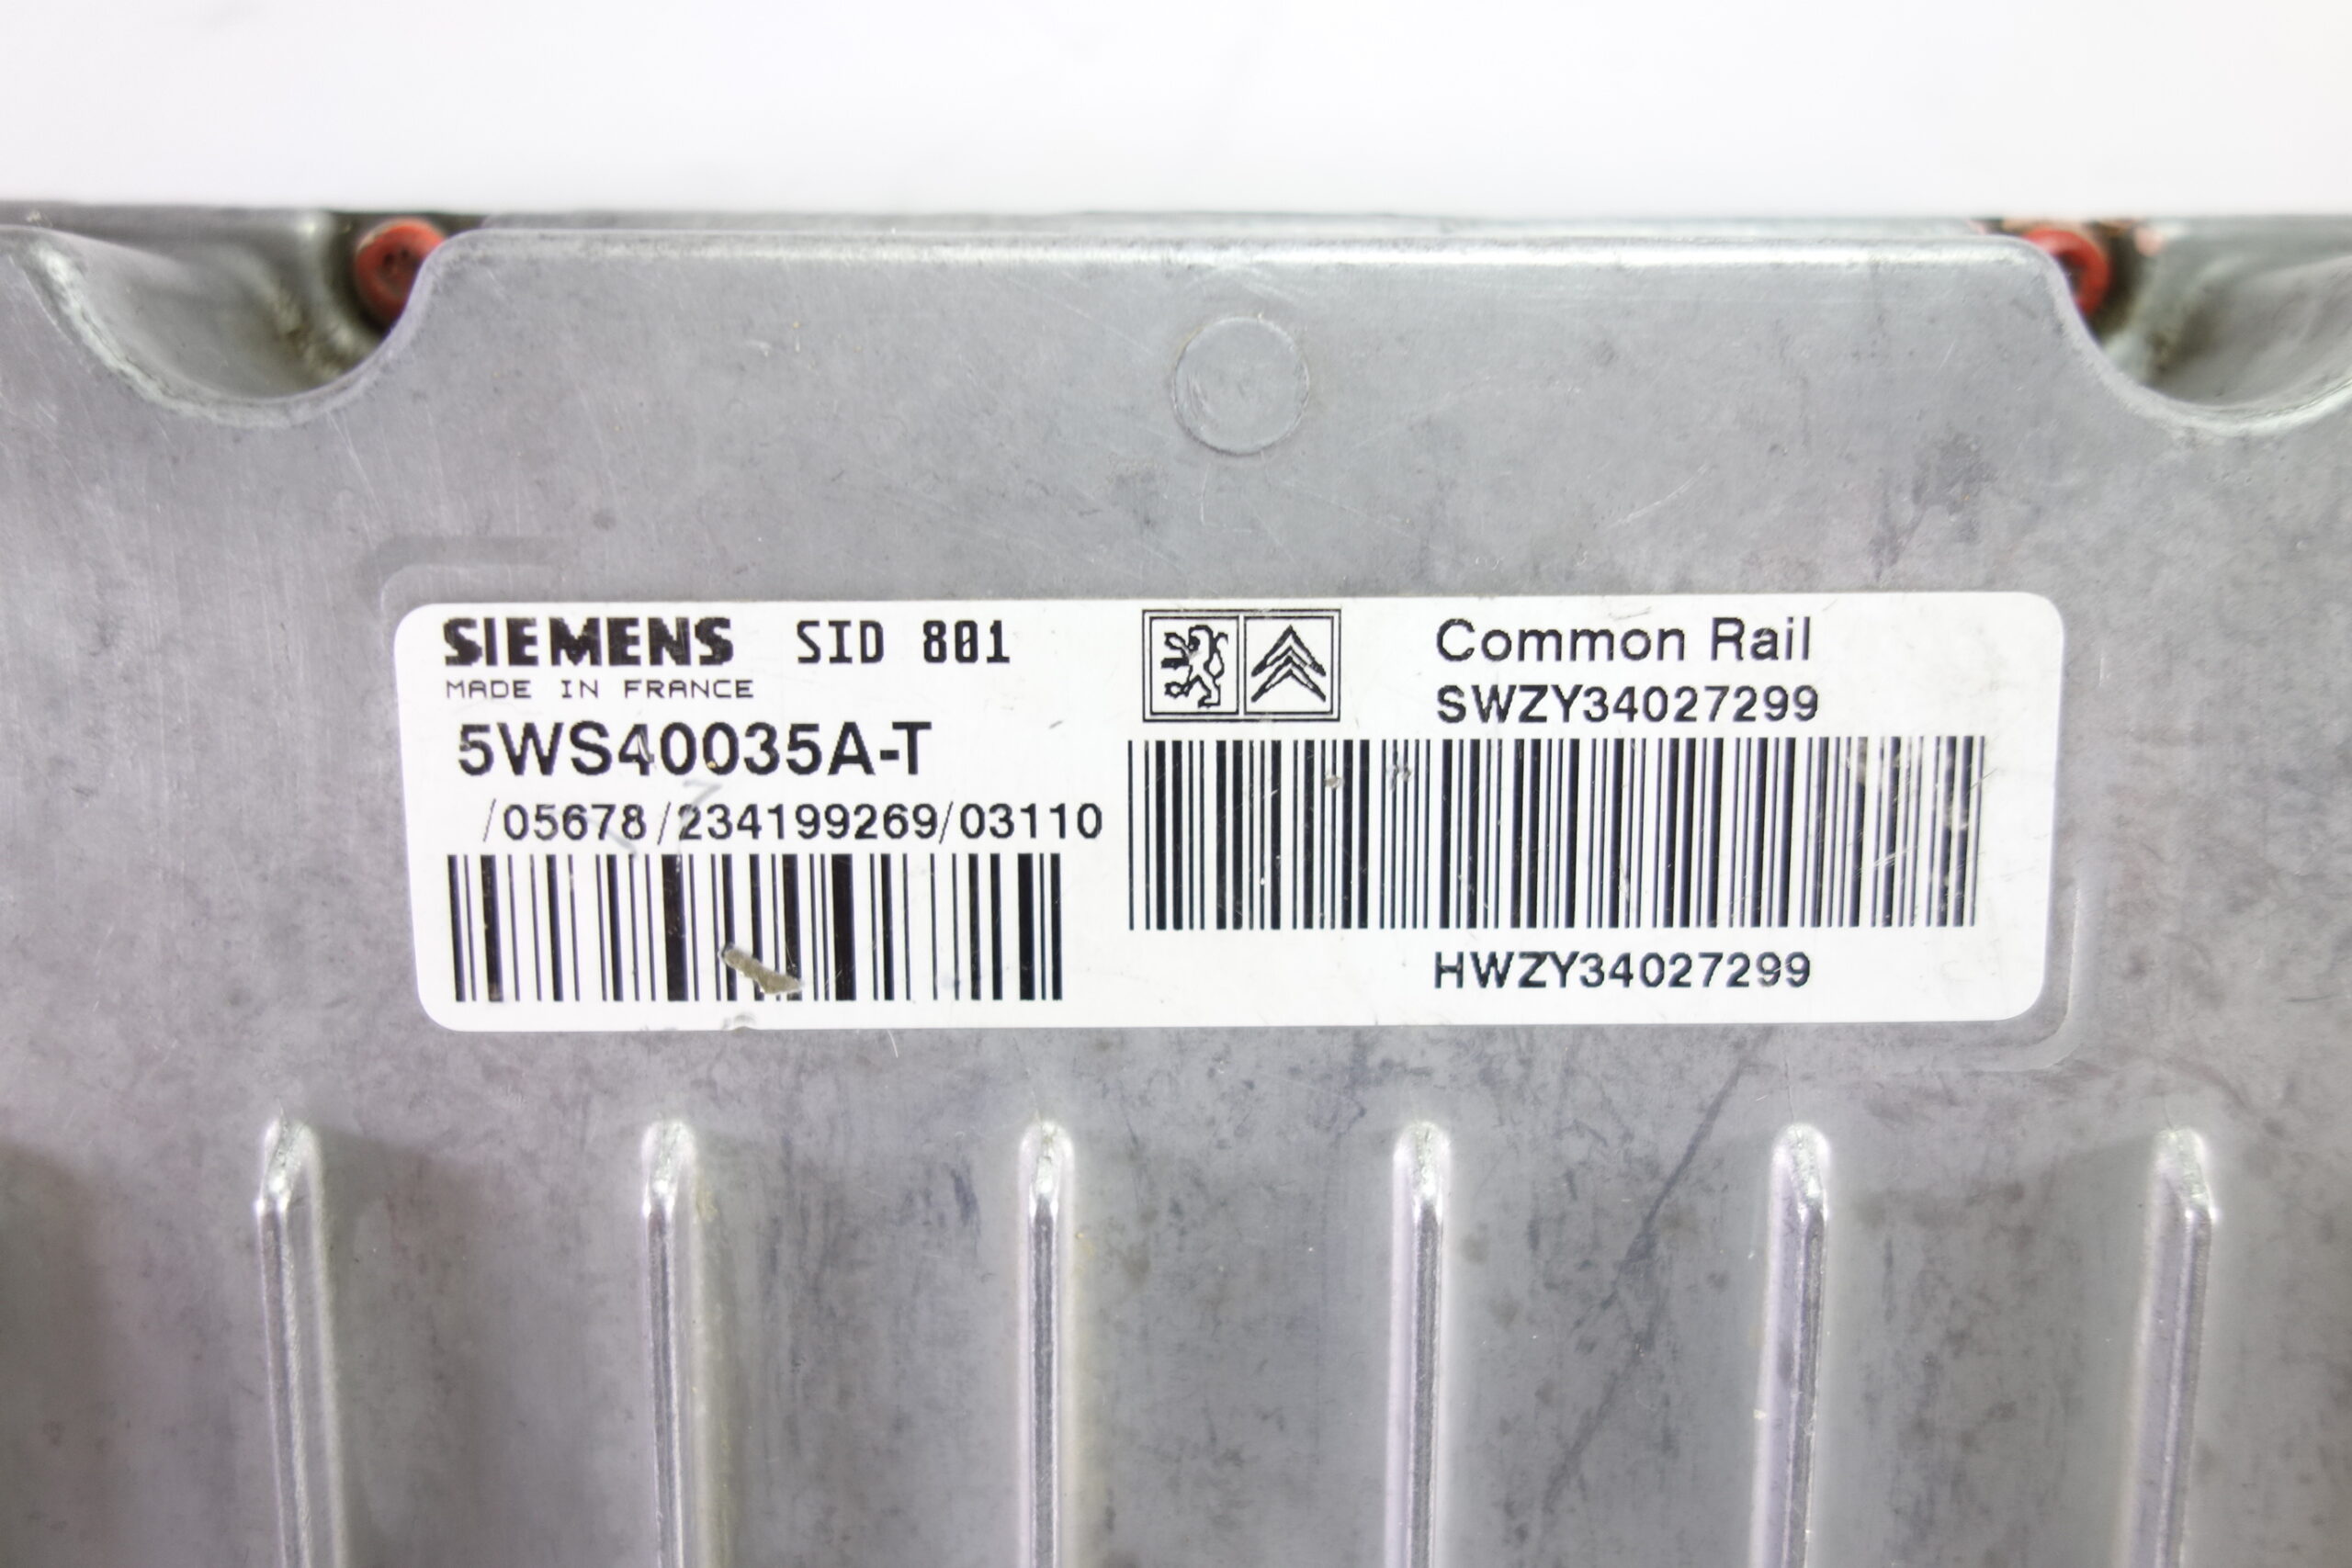 SIEMENS SID 801
MADE IN FRANCE
5WS40035A-T
/05678/234199269/03110
Common Rail
SWZY34027299
HWZY34027299